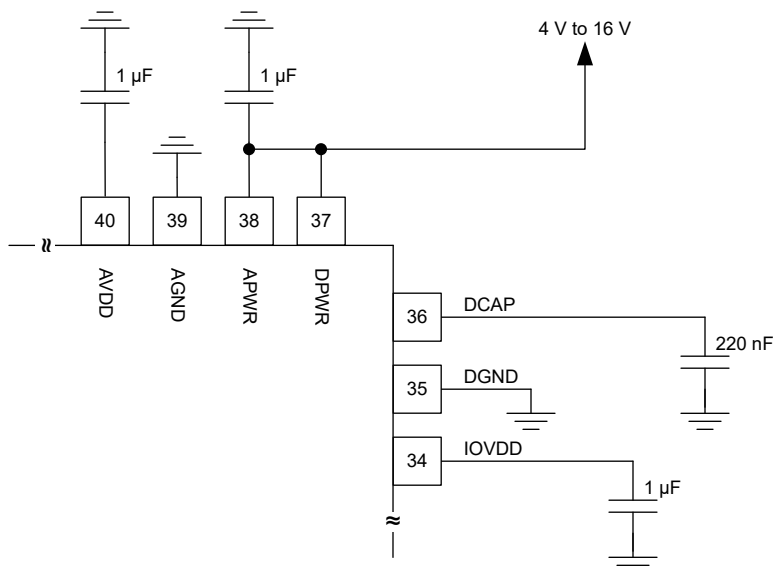 4 V to 16 V
1 µF
1 µF
40
39
38
37
AVDD
AGND
APWR
DPWR
36
DCAP
220 nF
35
DGND
34
IOVDD
1 µF